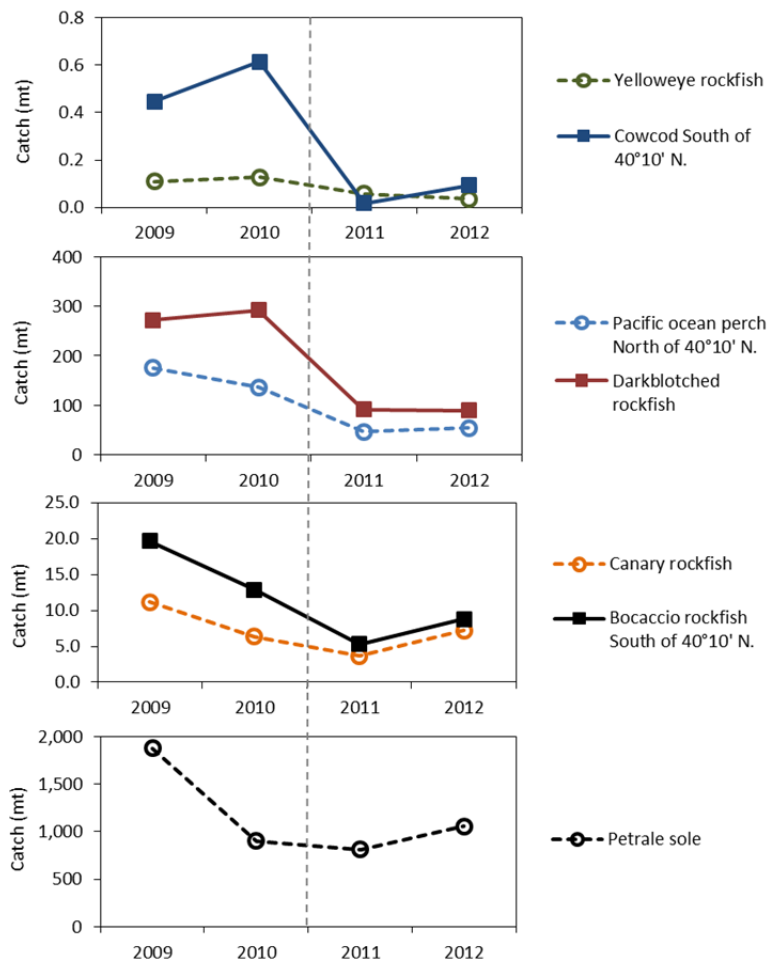 0.8
0.6
0.4
0.2
0.0
Catch (mt)
2009 2010 2011 2012
Yelloweye rockfish
Cowcod South of
40°10' N.
400
300
200
100
0
Catch (mt)
2009 2010 2011 2012
Pacific ocean perch
North of 40°10' N.
Darkblotched
rockfish
25.0
20.0
15.0
10.0
5.0
0.0
Catch (mt)
2009 2010 2011 2012
Canary rockfish
Bocaccio rockfish
South of 40°10' N.
2,000
1,500
1,000
500
0
Catch (mt)
2009 2010 2011 2012
Petrale sole